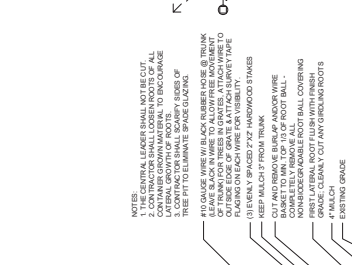 NOTES:
1. THE CENTRAL LEADER SHALL NOT BE CUT.
2. CONTRACTOR SHALL LOOSEN ROOTS OF ALL
CONTAINER GROWN MATERIAL TO ENCOURAGE
LATERAL GROWTH OF ROOTS.
3. CONTRACTOR SHALL SCARIFY SIDES OF
TREE PIT TO ELIMINATE SPADE GLAZING.
#10 GAUGE WIRE W/ BLACK RUBBER HOSE @ TRUNK
(LEAVE SLACK IN WIRE TO ALLOW FREE MOVEMENT
OF TRUNK) FOR TREES IN GRATES, ATTACH WIRE TO
OUTSIDE EDGE OF GRATE AND ATTACH SURVEY TAPE
FLAGING ON EACH WIRE FOR VISIBILITY.
(3) EVENLY SPACED 2"X2" HARDWOOD STAKES
KEEP MULCH 3" FROM TRUNK
CUT AND REMOVE BURLAP AND/OR WIRE
BASKET TO MIN. TOP 1/3 OF ROOT BALL -
COMPLETELY REMOVE ALL
NON-BIODEGRADABLE ROOT BALL COVERING
FIRST LATERAL ROOT FLUSH WITH FINISH
GRADE; CLEANLY CUT ANY GIRDLING ROOTS
4" MULCH
EXISTING GRADE